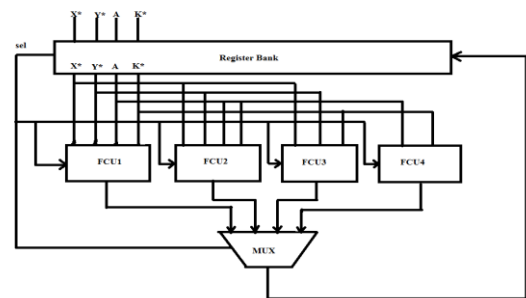 X* Y* A K*
sel
Register Bank
X* Y* A K*
FCU1 FCU2 FCU3 FCU4
MUX